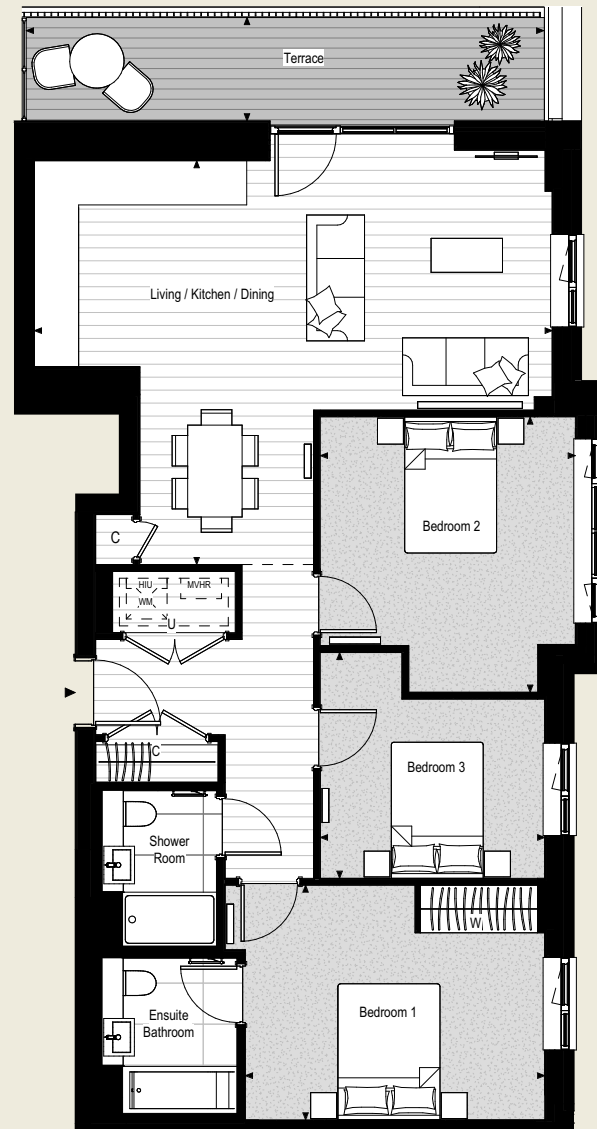 Terrace
Living / Kitchen / Dining
Bedroom 2
C
HIU
MVHR
WM
U
C
Bedroom 3
Shower
Room
W
Ensuite
Bathroom
Bedroom 1